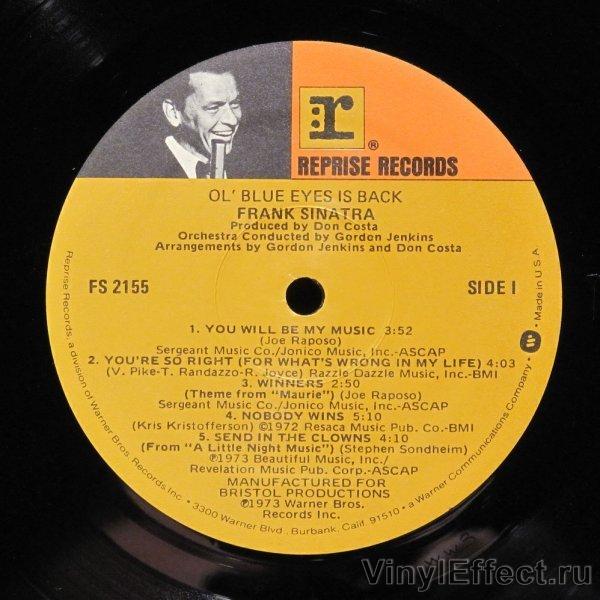 r
®
REPRISE RECORDS
OL' BLUE EYES IS BACK
FRANK SINATRA
Produced by Don Costa
Orchestra Conducted by Gordon Jenkins
Arrangements by Gordon Jenkins and Don Costa
FS 2155
SIDE I
1. YOU WILL BE MY MUSIC 3:52
(Joe Raposo)
Sergeant Music Co./Jonico Music, Inc.-ASCAP
2. YOU'RE SO RIGHT (FOR WHAT'S WRONG IN MY LIFE) 4:03
(V. Pike-T. Randazzo-R. Joyce) Razzle Dazzle Music, Inc.-BMI
3. WINNERS 2:50
(Theme from "Maurie") (Joe Raposo)
Sergeant Music Co./Jonico Music, Inc.-ASCAP
4. NOBODY WINS 5:10
(Kris Kristofferson) ©1972 Resaca Music Pub. Co.-BMI
5. SEND IN THE CLOWNS 4:10
(From "A Little Night Music") (Stephen Sondheim)
℗1973 Beautiful Music, Inc./
Revelation Music Pub. Corp-ASCAP
MANUFACTURED FOR
BRISTOL PRODUCTIONS
℗1973 Warner Bros.
Records Inc.
Reprise Records, a division of Warner Bros. Records Inc. • 3300 Warner Blvd., Burbank, Calif. 91510 • a Warner Communications Company • W • Made in U.S.A.
VinylEffect.ru